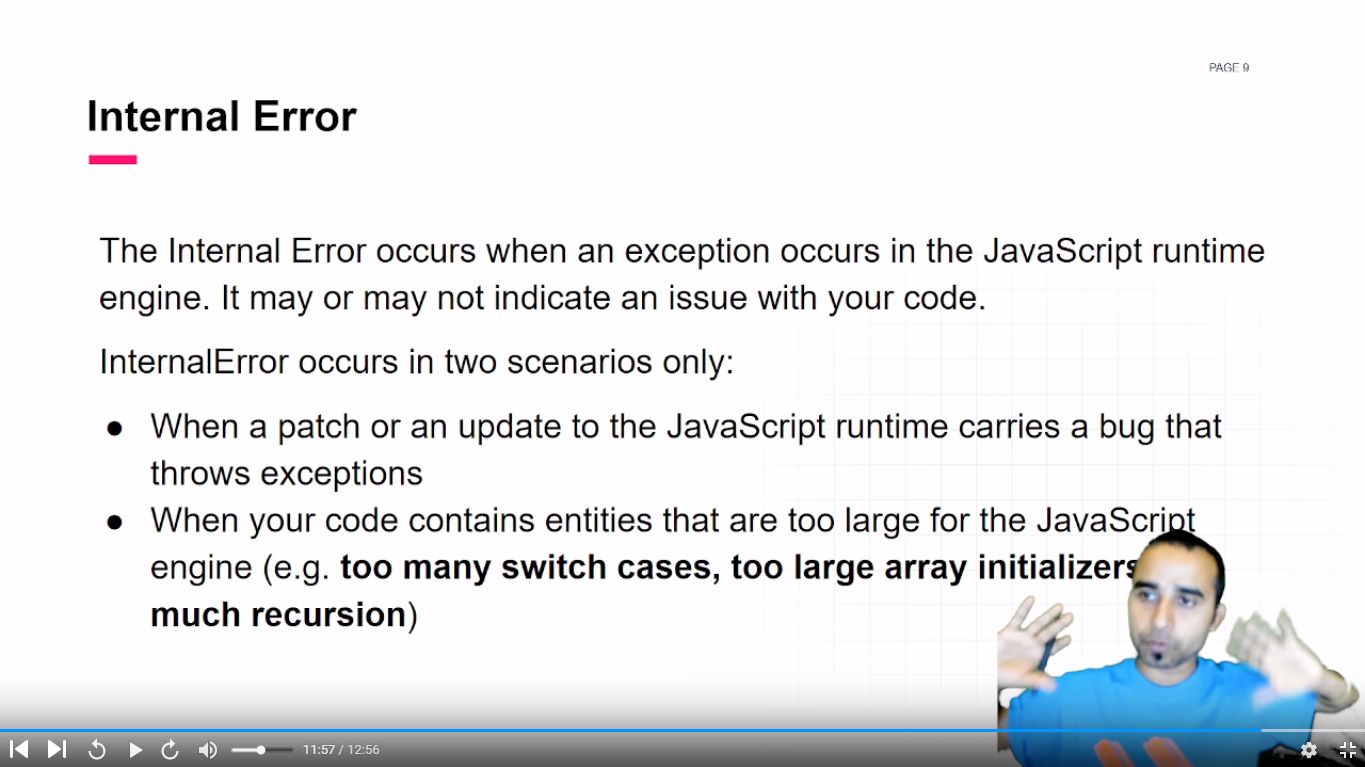 PAGE 9
Internal Error
The Internal Error occurs when an exception occurs in the JavaScript runtime
engine. It may or may not indicate an issue with your code.
InternalError occurs in two scenarios only:
● When a patch or an update to the JavaScript runtime carries a bug that
throws exceptions
● When your code contains entities that are too large for the JavaScript
engine (e.g. too many switch cases, too large array initializers
much recursion)
11:57 / 12:56